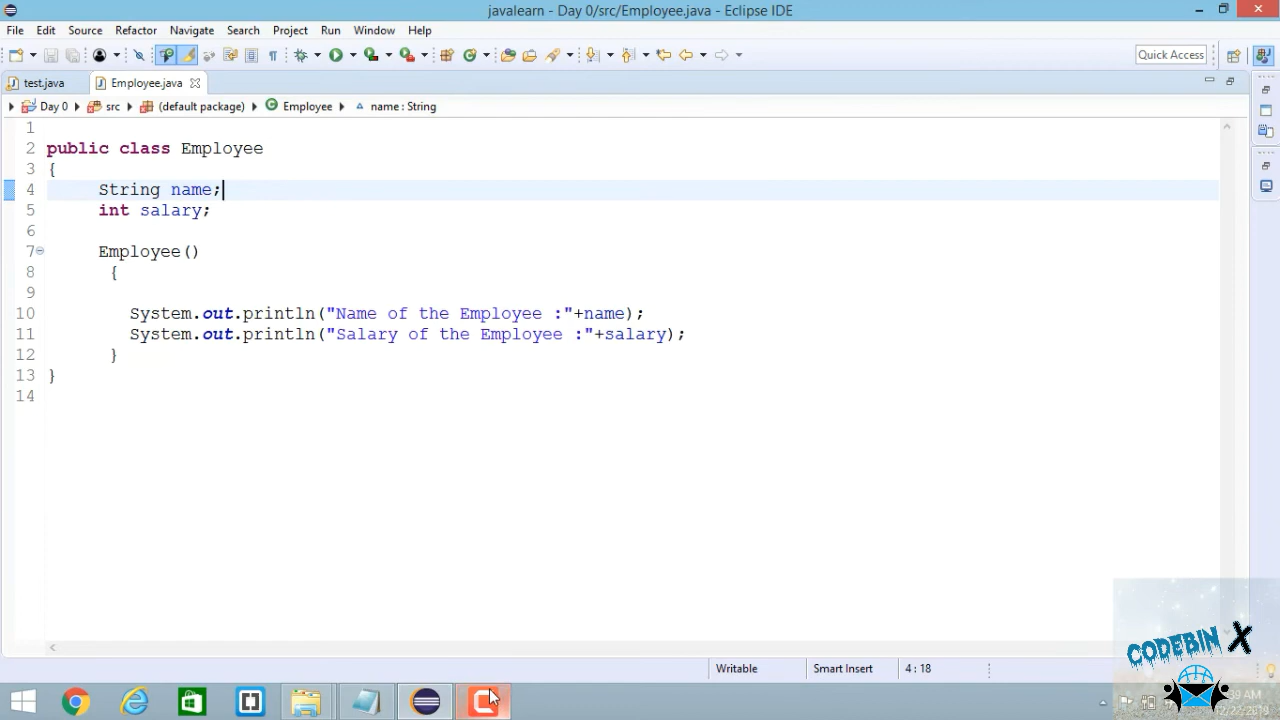 javalearn - Day 0/src/Employee.java - Eclipse IDE
File Edit Source Refactor Navigate Search Project Run Window Help
Quick Access
test.java Employee.java
Day 0 src (default package) Employee name : String
1
2 public class Employee
3 {
4 String name;
5 int salary;
6
7 Employee()
8 {
9
10 System.out.println("Name of the Employee :"+name);
11 System.out.println("Salary of the Employee :"+salary);
12 }
13 }
14
CODEBIN X
Writable Smart Insert 4 : 18